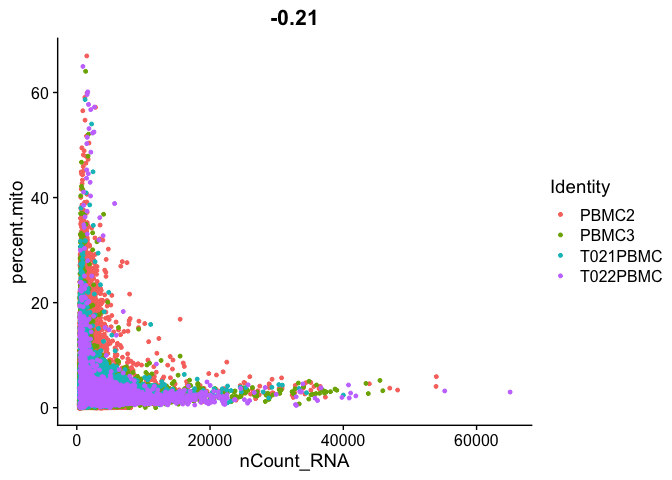 -0.21
percent.mito
60
40
20
0
0 20000 40000 60000
nCount_RNA
Identity
PBMC2
PBMC3
T021PBMC
T022PBMC